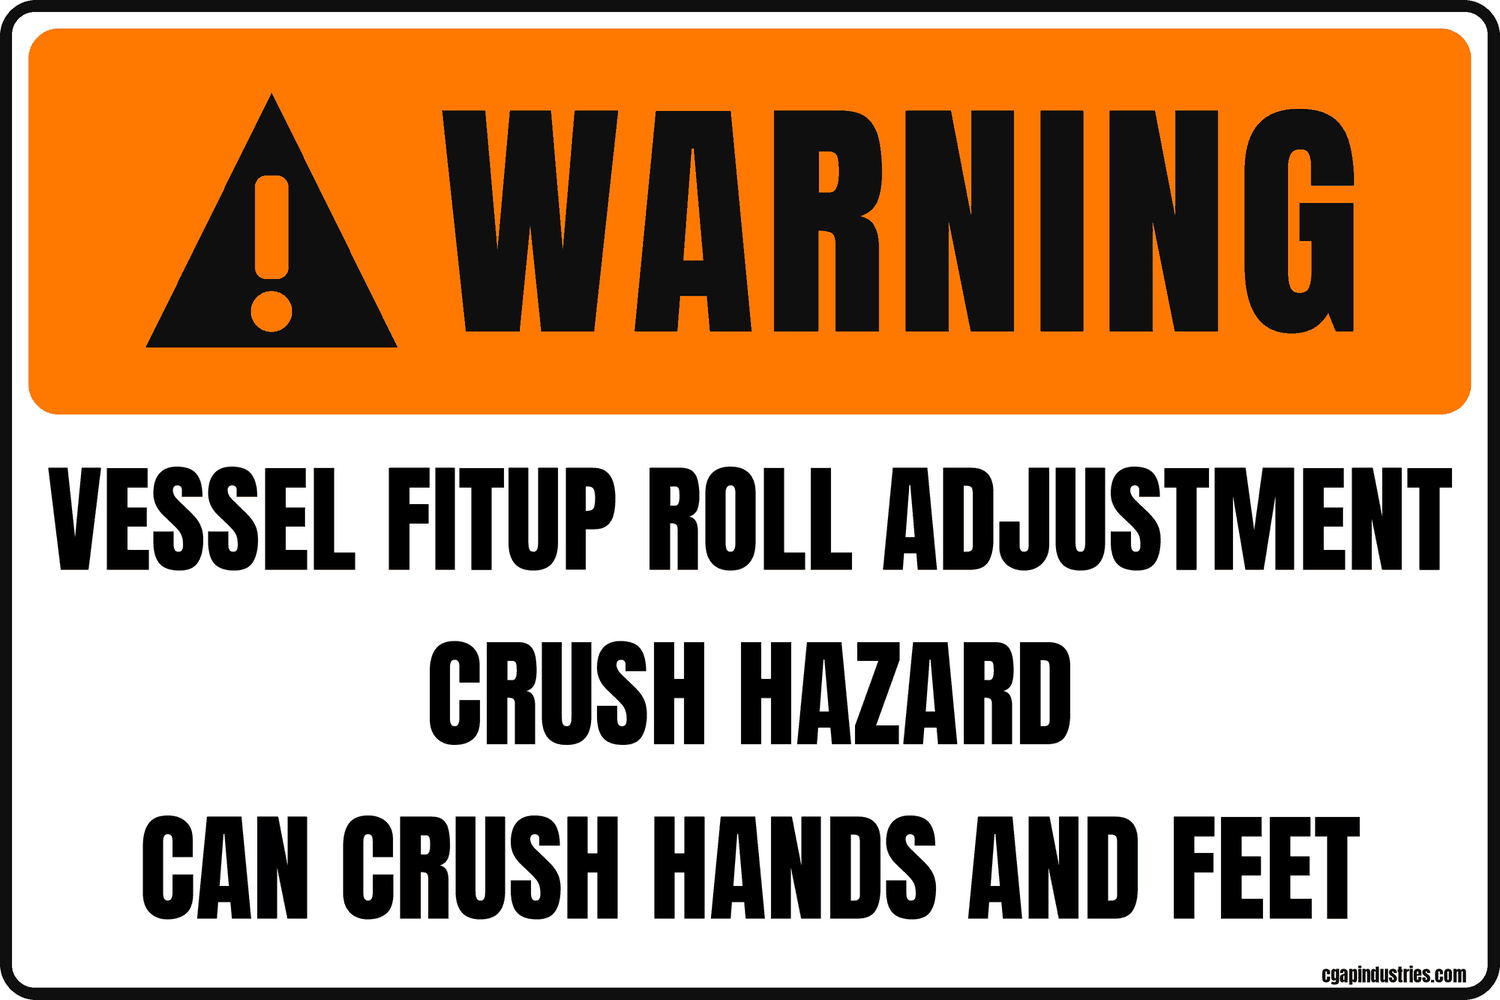 WARNING
VESSEL FITUP ROLL ADJUSTMENT
CRUSH HAZARD
CAN CRUSH HANDS AND FEET
cgapindustries.com